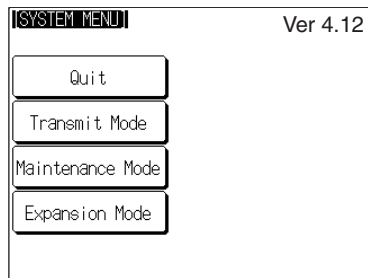 [SYSTEM MENU]
Ver 4.12
Quit
Transmit Mode
Maintenance Mode
Expansion Mode